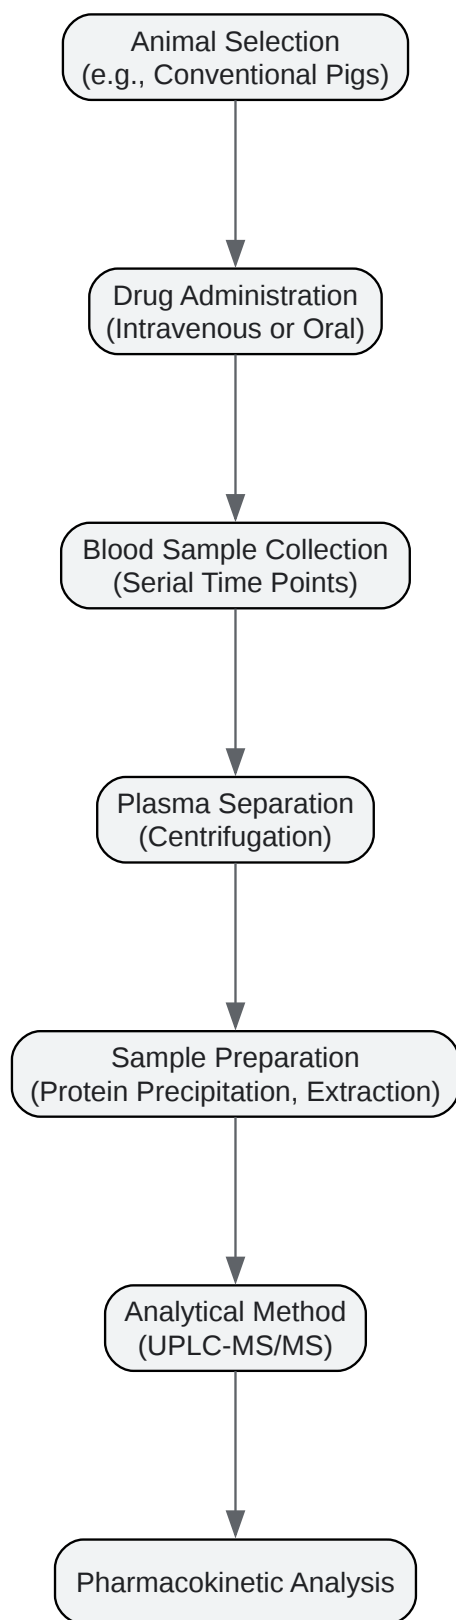 Animal Selection
(e.g., Conventional Pigs)
Drug Administration
(Intravenous or Oral)
Blood Sample Collection
(Serial Time Points)
Plasma Separation
(Centrifugation)
Sample Preparation
(Protein Precipitation, Extraction)
Analytical Method
(UPLC-MS/MS)
Pharmacokinetic Analysis